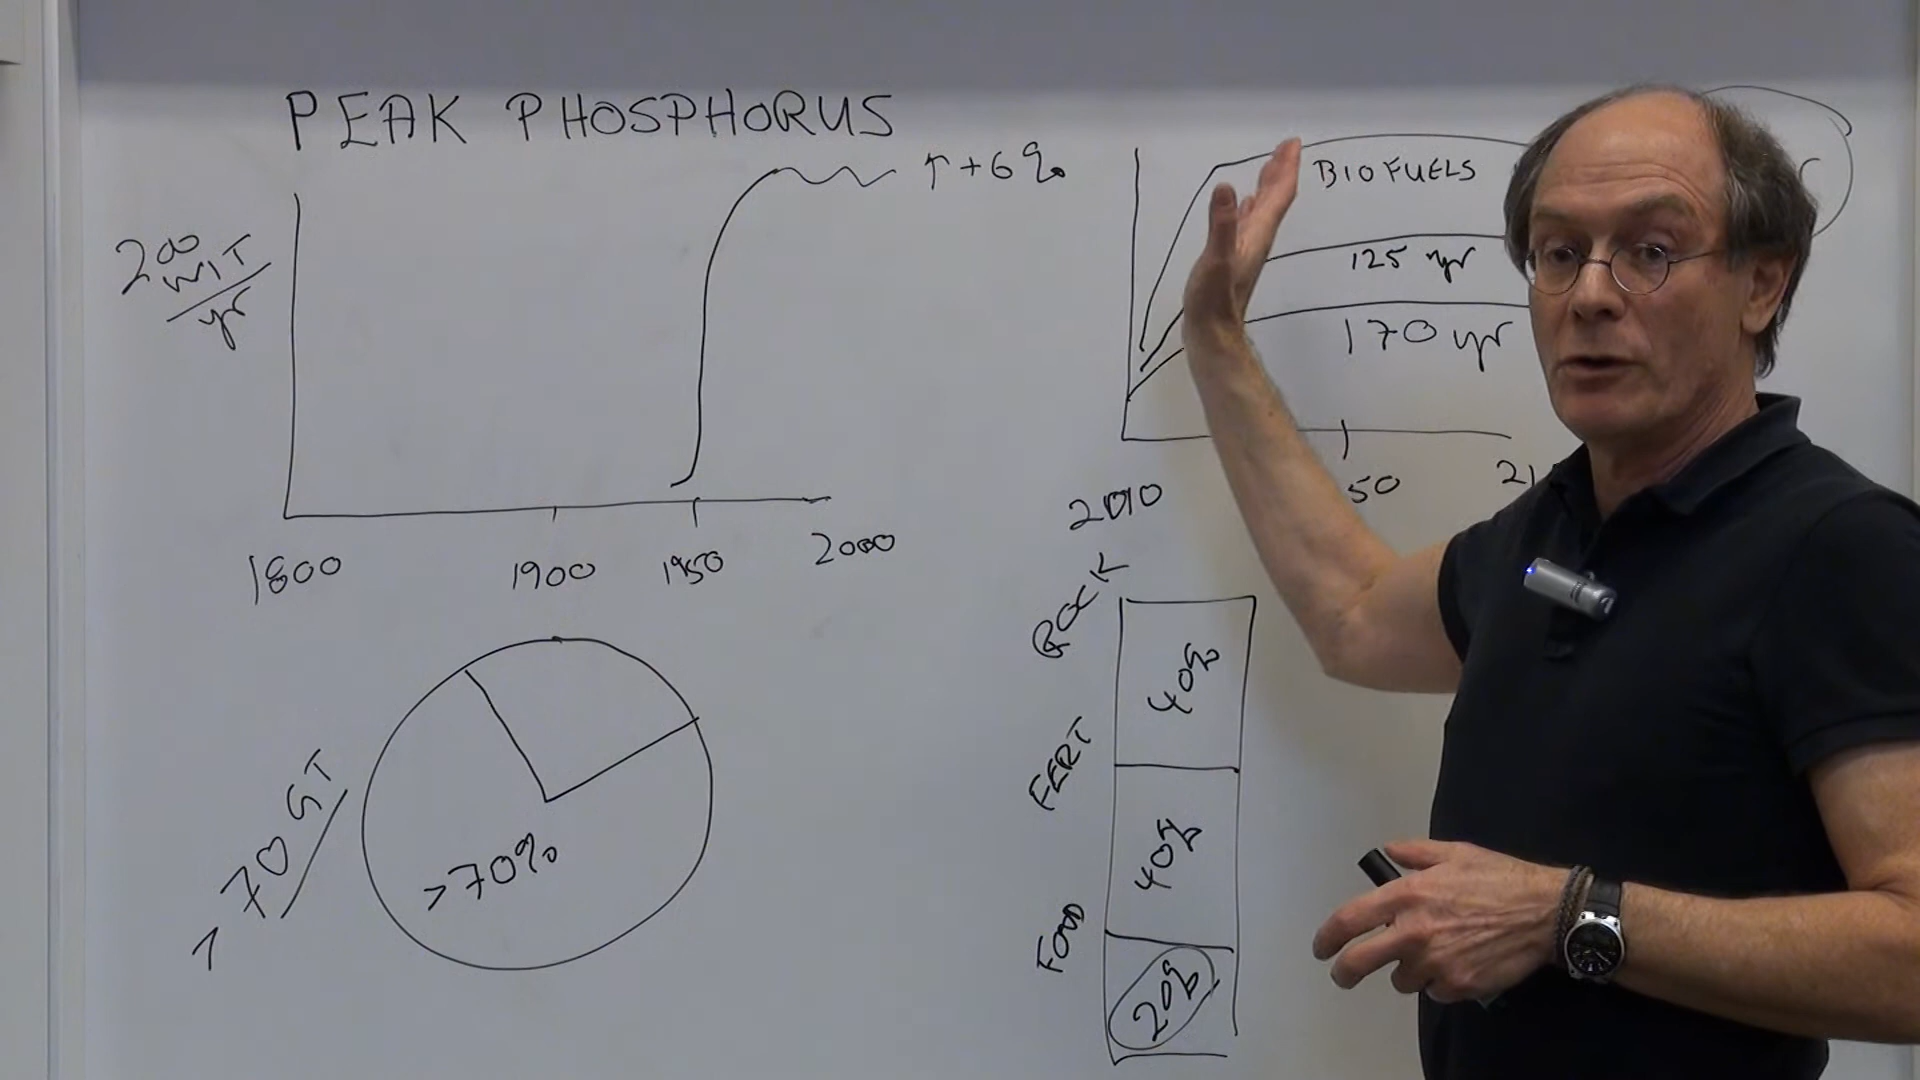 PEAK PHOSPHORUS
↑ +6%
200
MT
yr
1800
1900
1950
2000
BIOFUELS
125 yr
170 yr
2010
50
21
70 GT
>70%
ROCK
40%
FERT
40%
FOOD
20%